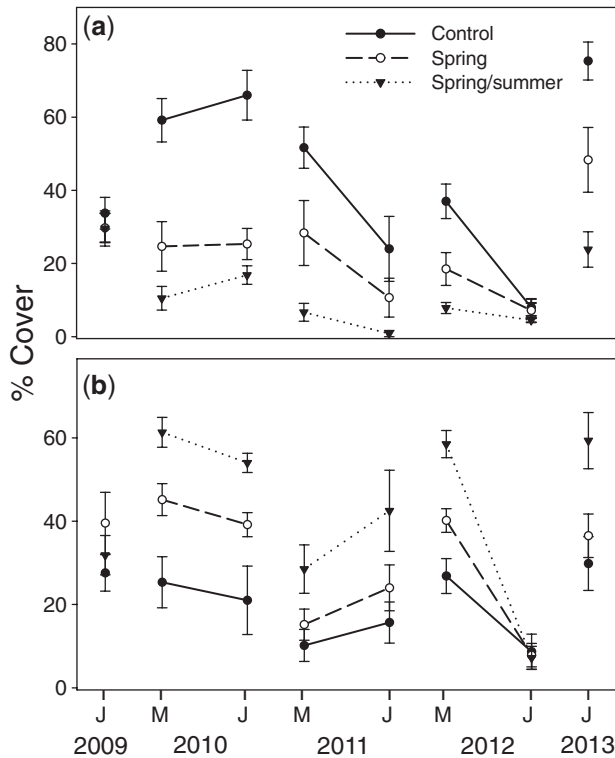 (a)
Control
Spring
Spring/summer
80
60
40
20
0
% Cover
(b)
60
40
20
0
J M J M J M J J
2009 2010 2011 2012 2013